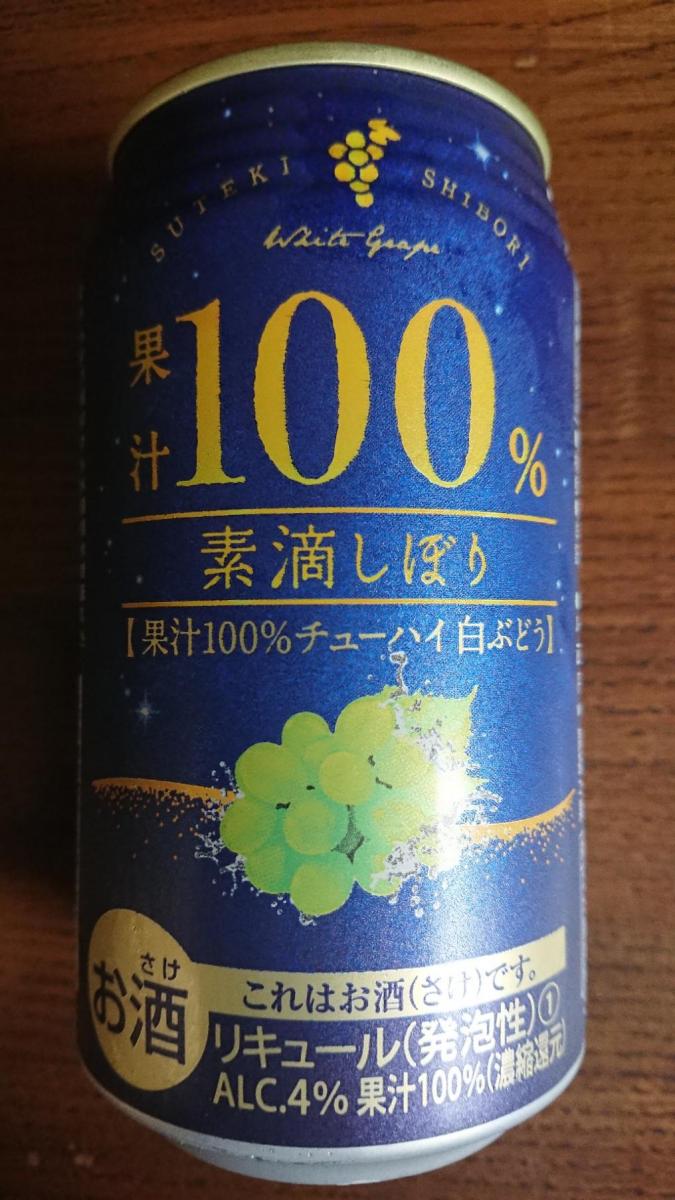 SUTEKI SHIBORI
White Grape
果汁100%
素滴しぼり
【果汁100%チューハイ 白ぶどう】
さけ
お酒
これはお酒(さけ)です。
リキュール(発泡性)①
ALC.4% 果汁100%(濃縮還元)